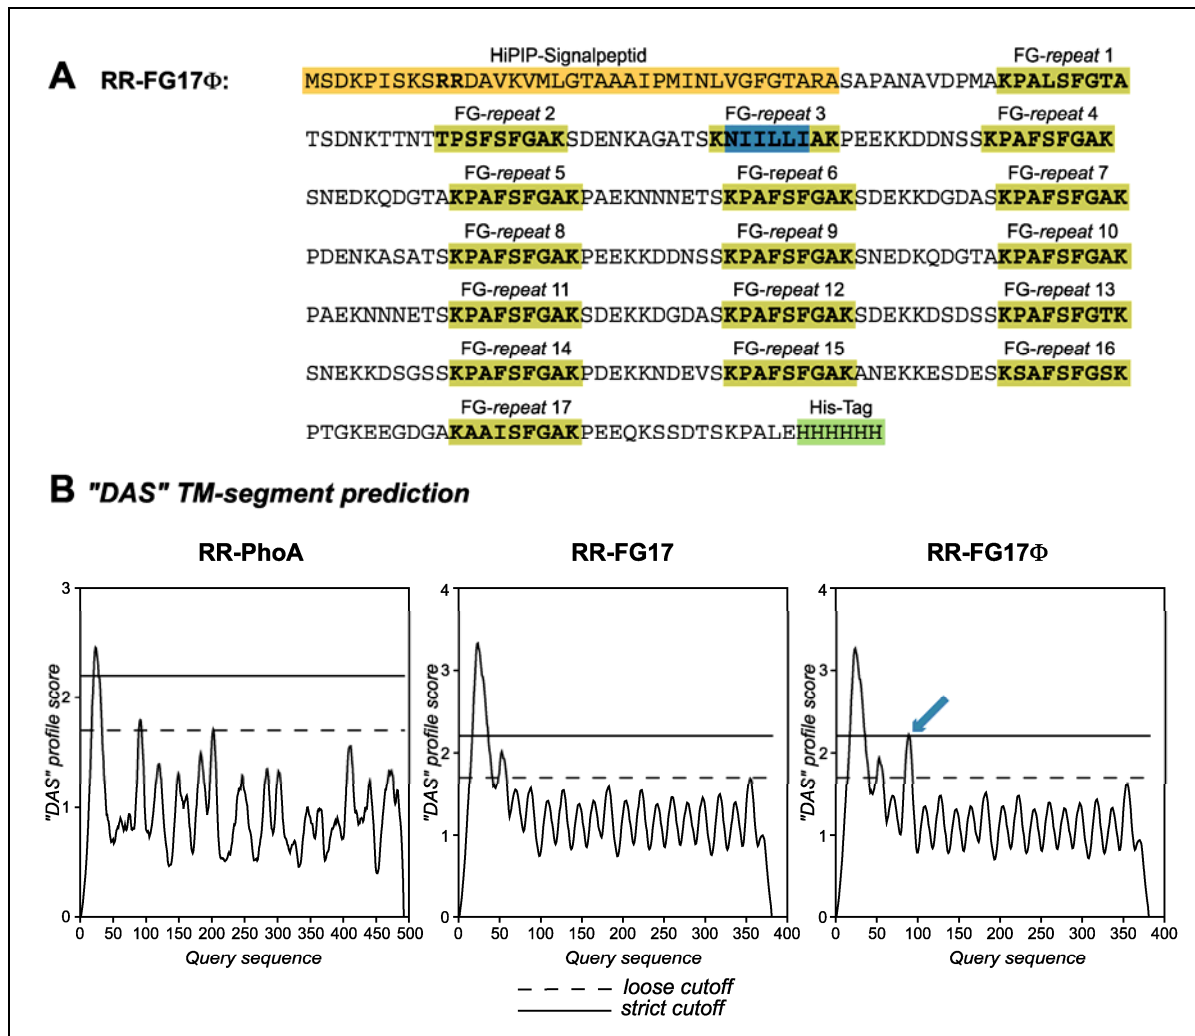 HiPIP-Signalpeptid FG-repeat 1
A RR-FG17Φ: MSDKPISKSRRDAVKVMLGTAAAIPMINLVGFGTARASAPANAVDPMAKPALSFGTA
FG-repeat 2 FG-repeat 3 FG-repeat 4
TSDNKTTNTTPSFSFGAKSDENKAGATSKNIILLIAKPEEKKDDNSSKPAFSFGAK
FG-repeat 5 FG-repeat 6 FG-repeat 7
SNEDKQDGTAKPAFSFGAKPAEKNNNETSKPAFSFGAKSDEKKDGDASKPAFSFGAK
FG-repeat 8 FG-repeat 9 FG-repeat 10
PDENKASATSKPAFSFGAKPEEKKDDNSSKPAFSFGAKSNEDKQDGTAKPAFSFGAK
FG-repeat 11 FG-repeat 12 FG-repeat 13
PAEKNNNETSKPAFSFGAKSDEKKDGDASKPAFSFGAKSDEKKDSDSSKPAFSFGTK
FG-repeat 14 FG-repeat 15 FG-repeat 16
SNEKKDSGSSKPAFSFGAKPDEKKNDEVSKPAFSFGAKANEKKESDESKSAFSFGSK
FG-repeat 17 His-Tag
PTGKEEGDGAKAAISFGAKPEEQKSSDTSKPALEHHHHHH
B "DAS" TM-segment prediction
RR-PhoA RR-FG17 RR-FG17Φ
"DAS" profile score
3
2
1
0
0 50 100 150 200 250 300 350 400 450 500
Query sequence
"DAS" profile score
4
3
2
1
0
0 50 100 150 200 250 300 350 400
Query sequence
"DAS" profile score
4
3
2
1
0
0 50 100 150 200 250 300 350 400
Query sequence
loose cutoff
strict cutoff